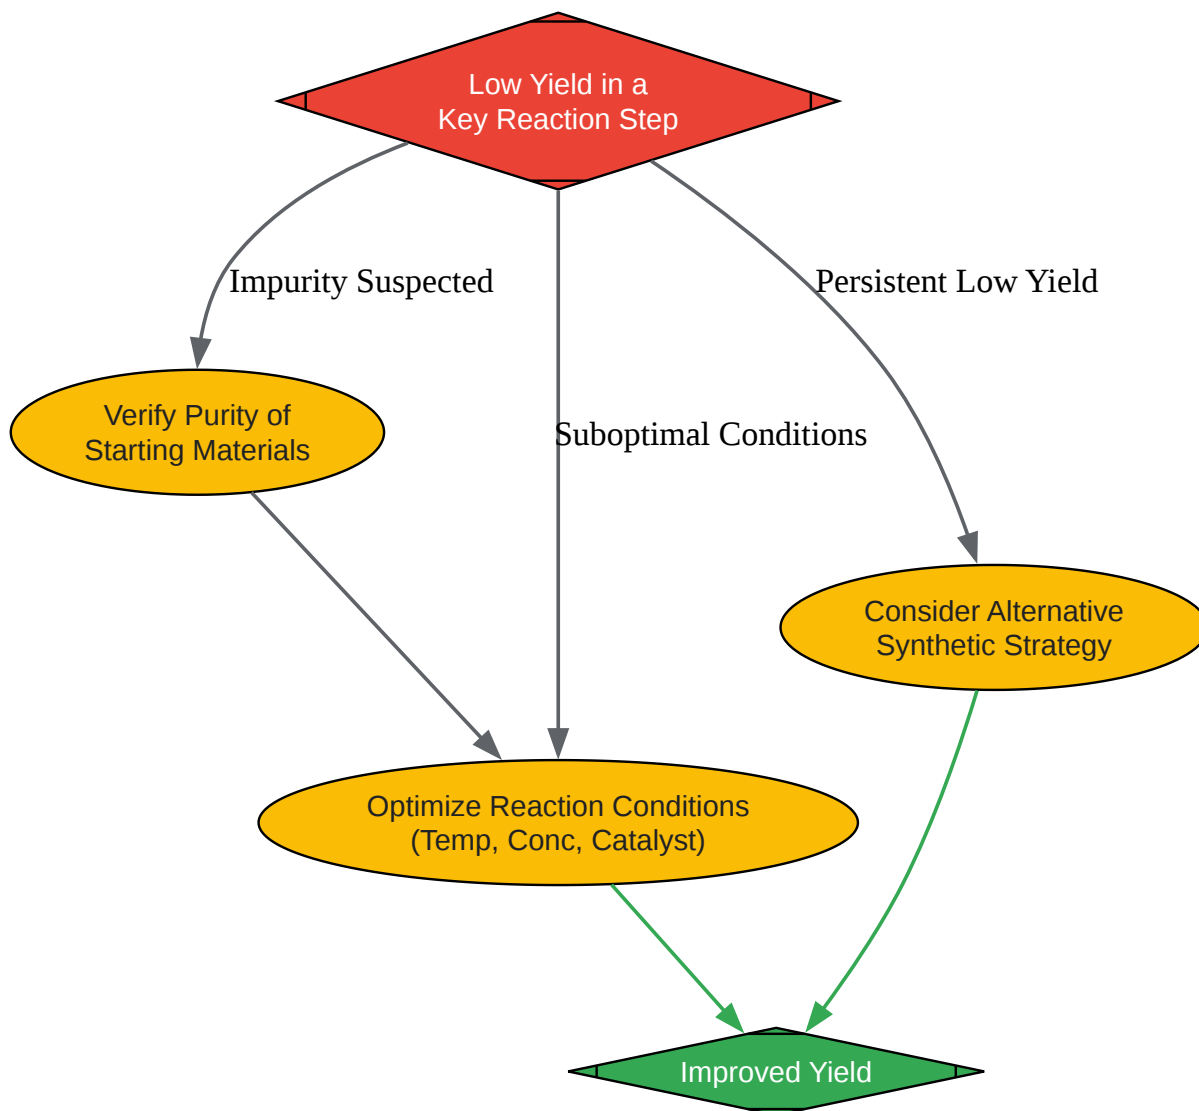 Low Yield in a
Key Reaction Step
Impurity Suspected
Persistent Low Yield
Verify Purity of
Starting Materials
Suboptimal Conditions
Consider Alternative
Synthetic Strategy
Optimize Reaction Conditions
(Temp, Conc, Catalyst)
Improved Yield